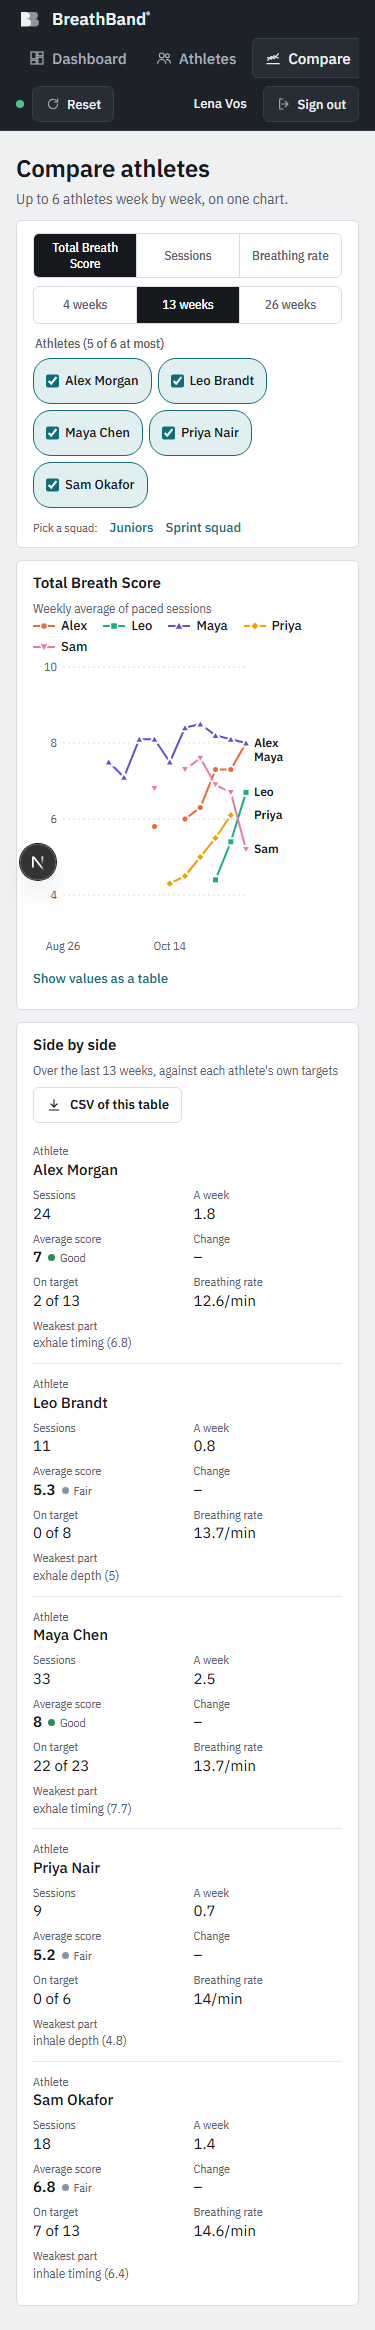 BreathBand®
Dashboard Athletes Compare
Reset Lena Vos Sign out
Compare athletes
Up to 6 athletes week by week, on one chart.
Total Breath
Score
Sessions Breathing rate
4 weeks 13 weeks 26 weeks
Athletes (5 of 6 at most)
Alex Morgan Leo Brandt
Maya Chen Priya Nair
Sam Okafor
Pick a squad: Juniors Sprint squad
Total Breath Score
Weekly average of paced sessions
Alex Leo Maya Priya
Sam
10
8
Alex
Maya
Leo
6
Priya
Sam
N
4
Aug 26 Oct 14
Show values as a table
Side by side
Over the last 13 weeks, against each athlete's own targets
CSV of this table
Athlete
Alex Morgan
Sessions A week
24 1.8
Average score Change
7 Good –
On target Breathing rate
2 of 13 12.6/min
Weakest part
exhale timing (6.8)
Athlete
Leo Brandt
Sessions A week
11 0.8
Average score Change
5.3 Fair –
On target Breathing rate
0 of 8 13.7/min
Weakest part
exhale depth (5)
Athlete
Maya Chen
Sessions A week
33 2.5
Average score Change
8 Good –
On target Breathing rate
22 of 23 13.7/min
Weakest part
exhale timing (7.7)
Athlete
Priya Nair
Sessions A week
9 0.7
Average score Change
5.2 Fair –
On target Breathing rate
0 of 6 14/min
Weakest part
inhale depth (4.8)
Athlete
Sam Okafor
Sessions A week
18 1.4
Average score Change
6.8 Fair –
On target Breathing rate
7 of 13 14.6/min
Weakest part
inhale timing (6.4)